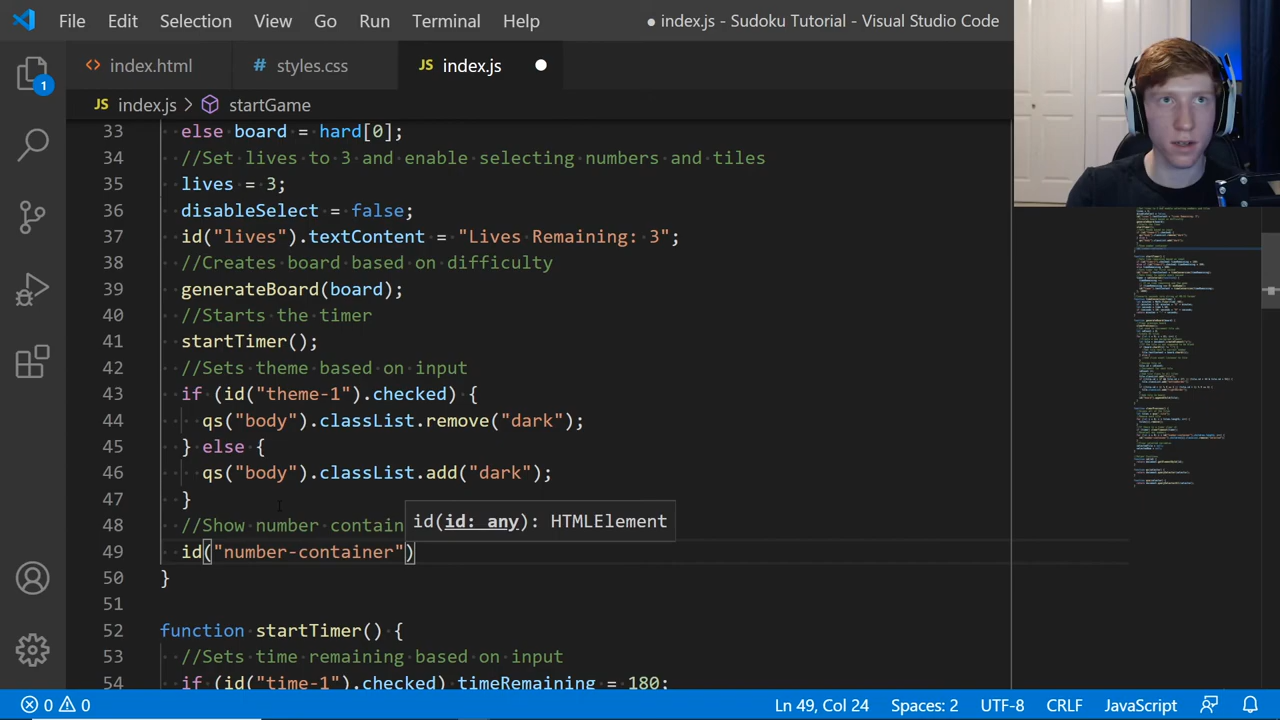 File Edit Selection View Go Run Terminal Help ● index.js - Sudoku Tutorial - Visual Studio Code
<> index.html # styles.css JS index.js ●
1
JS index.js > startGame
33 else board = hard[0];
34 //Set lives to 3 and enable selecting numbers and tiles
35 lives = 3;
36 disableSelect = false;
37 id("lives").textContent = "Lives Remaining: 3";
38 //Creates board based on difficulty
39 generateBoard(board);
40 //Starts the timer
41 startTimer();
42 //Sets theme based on input
43 if (id("theme-1").checked) {
44 qs("body").classList.remove("dark");
45 } else {
46 qs("body").classList.add("dark");
47 }
48 //Show number contain
id(id: any): HTMLElement
49 id("number-container")
50 }
51
52 function startTimer() {
53 //Sets time remaining based on input
54 if (id("time-1").checked) timeRemaining = 180;
0 0 Ln 49, Col 24 Spaces: 2 UTF-8 CRLF JavaScript